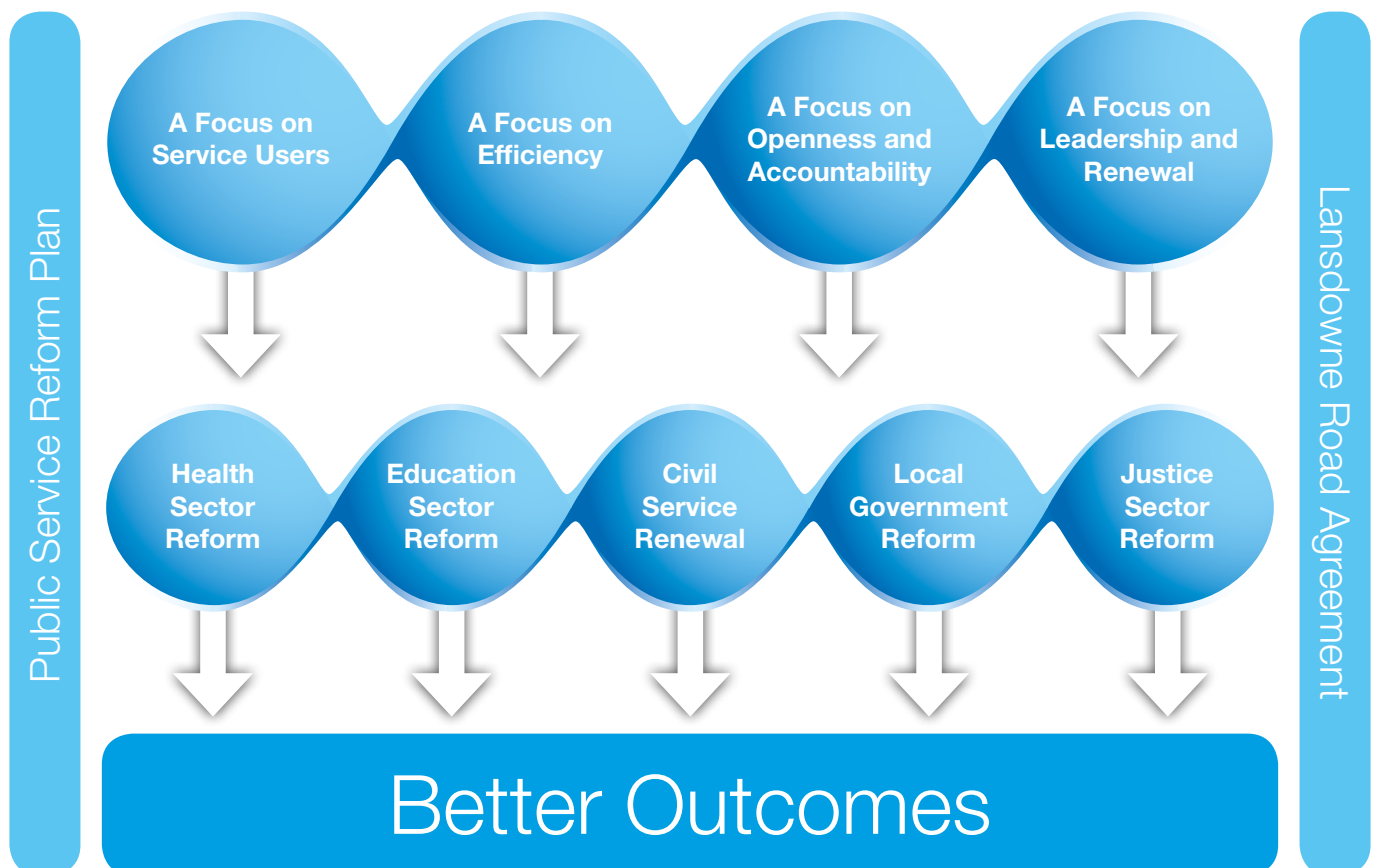 Public Service Reform Plan
A Focus on
Service Users
A Focus on
Efficiency
A Focus on
Openness and
Accountability
A Focus on
Leadership and
Renewal
Health
Sector
Reform
Education
Sector
Reform
Civil
Service
Renewal
Local
Government
Reform
Justice
Sector
Reform
Better Outcomes
Lansdowne Road Agreement